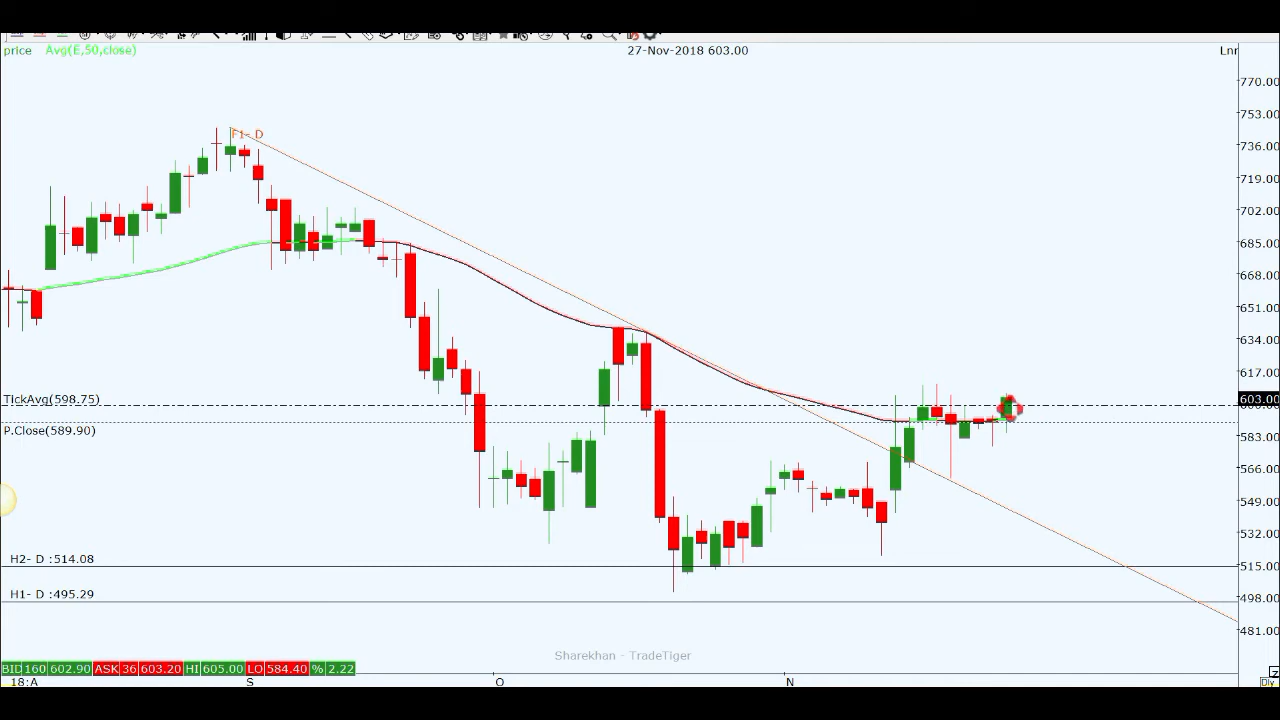 price Avg(E,50,close) 27-Nov-2018 603.00 Lnr
770.00
753.00
F1- D
736.00
719.00
702.00
685.00
668.00
651.00
634.00
617.00
TickAvg(598.75) 603.00
P.Close(589.90)
583.00
566.00
549.00
532.00
H2- D :514.08
515.00
H1- D :495.29
498.00
481.00
Sharekhan - TradeTiger
BID 160 602.90 ASK 36 603.20 HI 605.00 LO 584.40 % 2.22
18:A S O N Dly